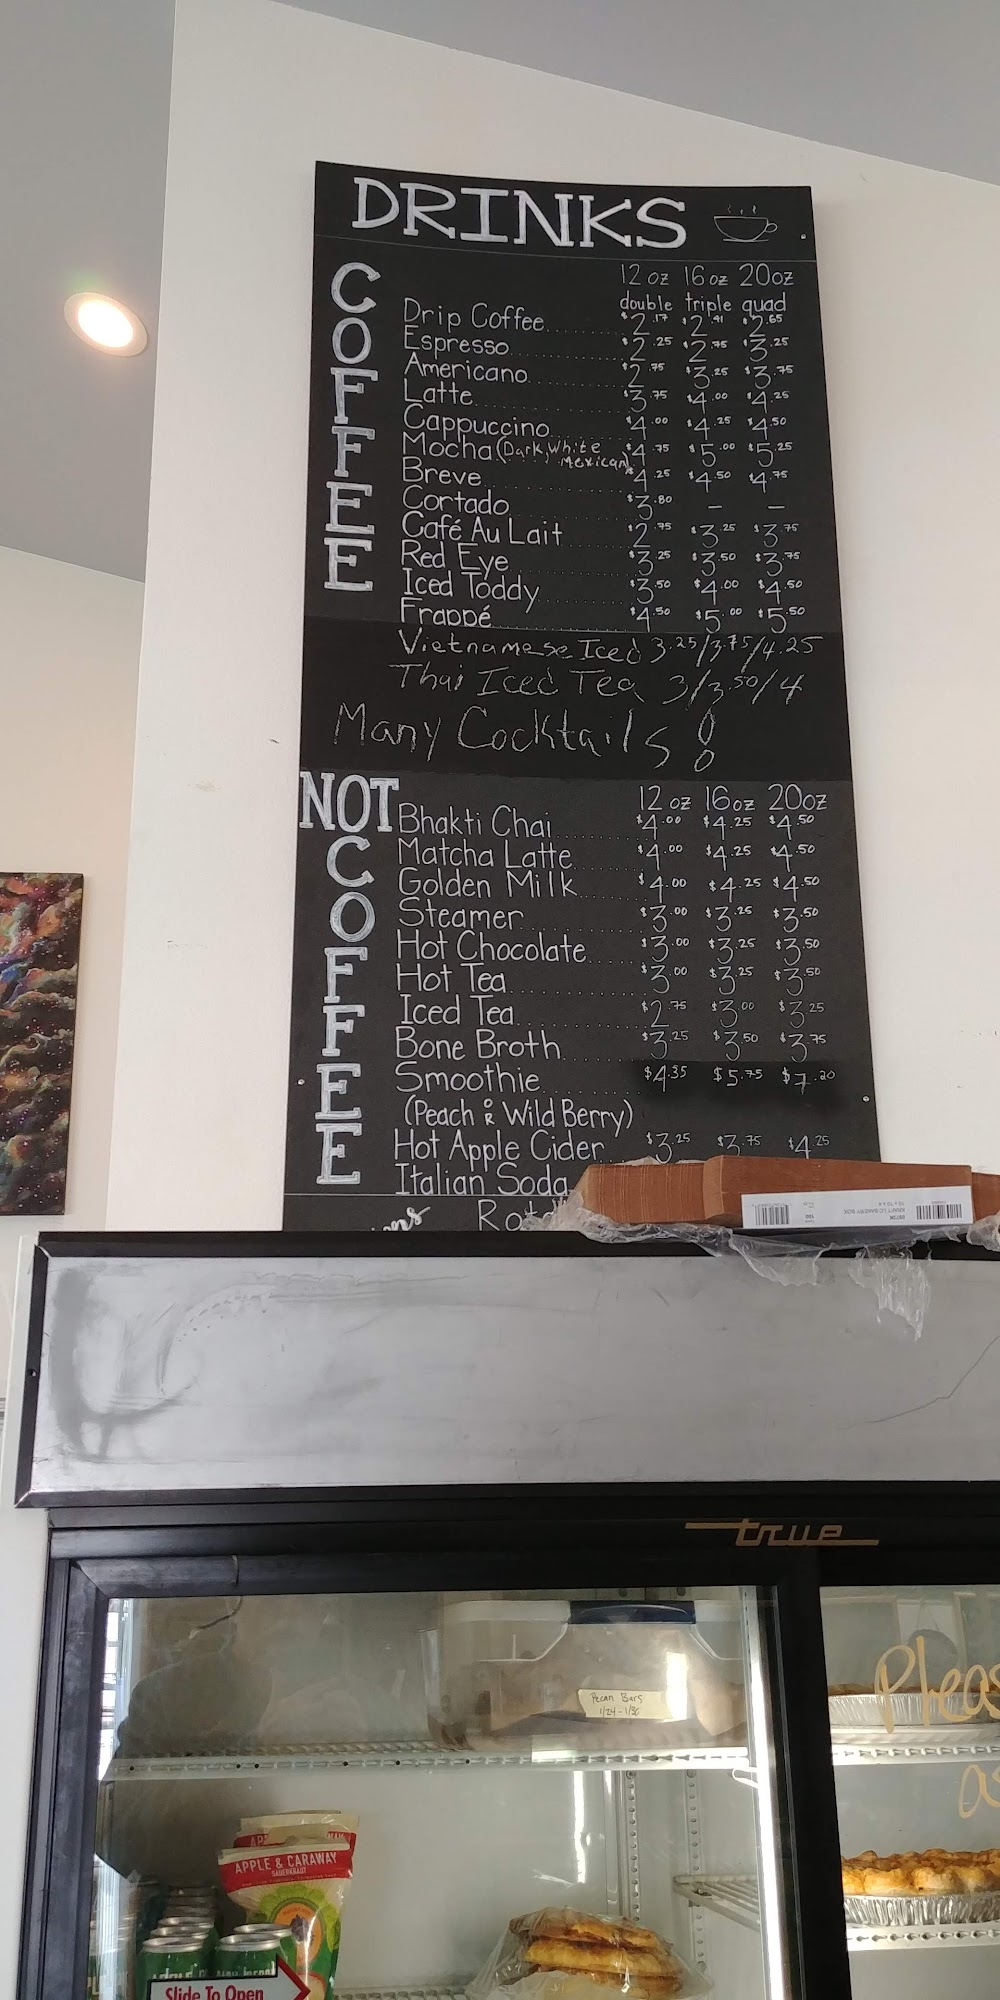 DRINKS
COFFEE
12 oz 16 oz 20oz
double triple quad
Drip Coffee $2.17 $2.41 $2.65
Espresso $2.25 $2.75 $3.25
Americano $2.75 $3.25 $3.75
Latte $3.75 $4.00 $4.25
Cappuccino $4.00 $4.25 $4.50
Mocha (Dark, White Mexican) $4.75 $5.00 $5.25
Breve $4.25 $4.50 $4.75
Cortado $3.80 – –
Café Au Lait $2.75 $3.25 $3.75
Red Eye $3.25 $3.50 $3.75
Iced Toddy $3.50 $4.00 $4.50
Frappé $4.50 $5.00 $5.50
Vietnamese Iced 3.25/3.75/4.25
Thai Iced Tea 3/3.50/4
Many Cocktails!
NOT COFFEE
12 oz 16oz 20oz
Bhakti Chai $4.00 $4.25 $4.50
Matcha Latte $4.00 $4.25 $4.50
Golden Milk $4.00 $4.25 $4.50
Steamer $3.00 $3.25 $3.50
Hot Chocolate $3.00 $3.25 $3.50
Hot Tea $3.00 $3.25 $3.50
Iced Tea $2.75 $3.00 $3.25
Bone Broth $3.25 $3.50 $3.75
Smoothie $4.35 $5.75 $7.20
(Peach OR Wild Berry)
Hot Apple Cider $3.25 $3.75 $4.25
Italian Soda
KRAFT LC BAKERY BOX
true
Pecan Bars
1/24 - 1/30
Pleas
as
APPLE & CARAWAY
SAUERKRAUT
Slide To Open